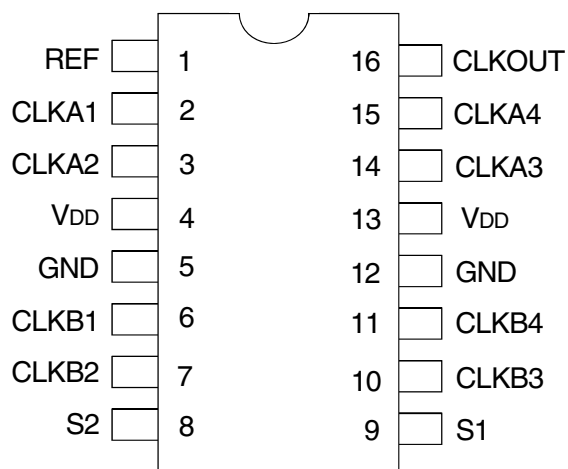 REF 1 16 CLKOUT
CLKA1 2 15 CLKA4
CLKA2 3 14 CLKA3
VDD 4 13 VDD
GND 5 12 GND
CLKB1 6 11 CLKB4
CLKB2 7 10 CLKB3
S2 8 9 S1